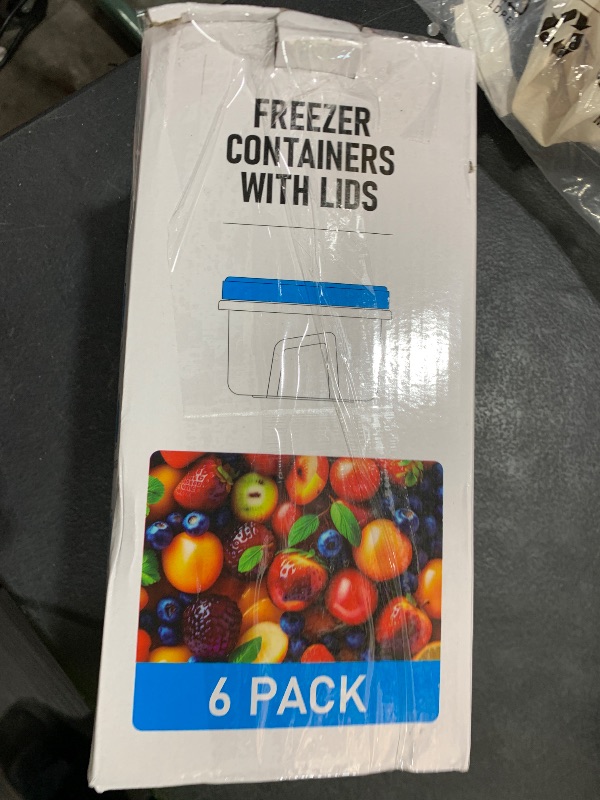 FREEZER
CONTAINERS
WITH LIDS
6 PACK